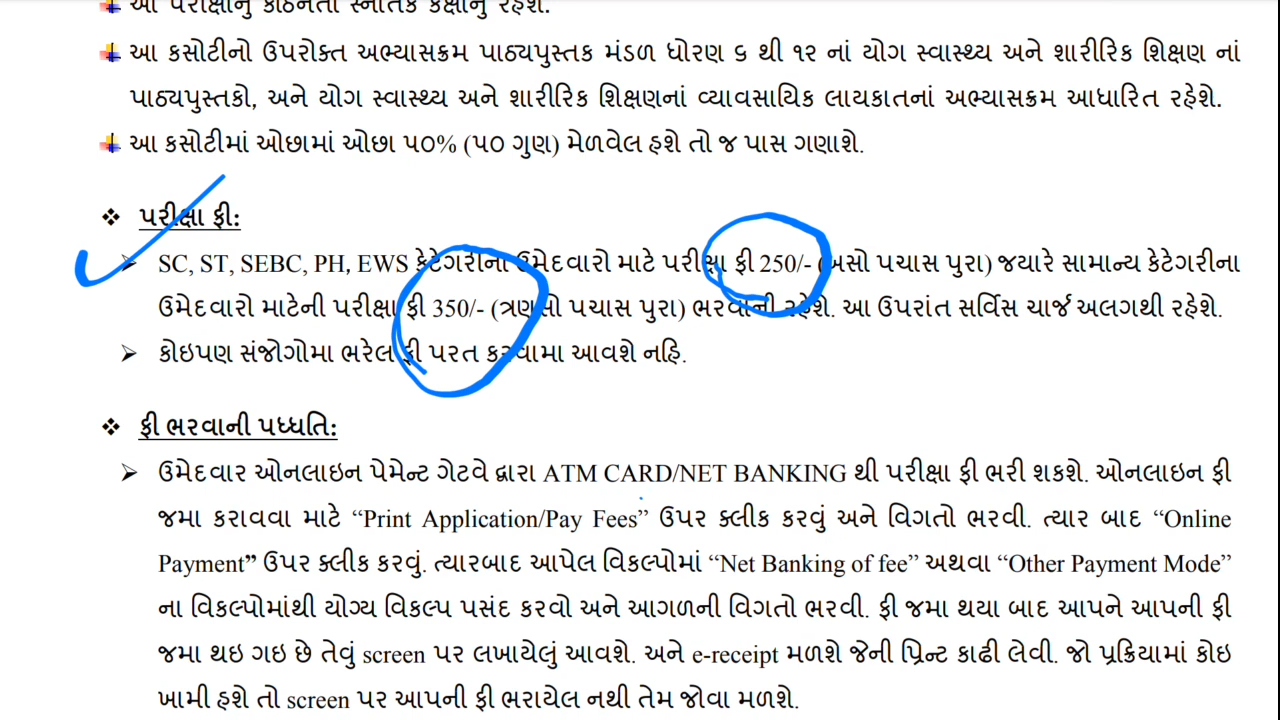 આ પરીક્ષાનું કઠિનતા સ્નાતક કક્ષાનું રહેશે.
આ કસોટીનો ઉપરોક્ત અભ્યાસક્રમ પાઠ્યપુસ્તક મંડળ ધોરણ ૬ થી ૧૨ નાં યોગ સ્વાસ્થ્ય અને શારીરિક શિક્ષણ નાં
પાઠ્યપુસ્તકો, અને યોગ સ્વાસ્થ્ય અને શારીરિક શિક્ષણનાં વ્યાવસાયિક લાયકાતનાં અભ્યાસક્રમ આધારિત રહેશે.
આ કસોટીમાં ઓછામાં ઓછા ૫૦% (૫૦ ગુણ) મેળવેલ હશે તો જ પાસ ગણાશે.
❖ પરીક્ષા ફી:
➢ SC, ST, SEBC, PH, EWS કેટેગરીના ઉમેદવારો માટે પરીક્ષા ફી 250/- (બસો પચાસ પુરા) જયારે સામાન્ય કેટેગરીના
ઉમેદવારો માટેની પરીક્ષા ફી 350/- (ત્રણસો પચાસ પુરા) ભરવાની રહેશે. આ ઉપરાંત સર્વિસ ચાર્જ અલગથી રહેશે.
➢ કોઇપણ સંજોગોમા ભરેલ ફી પરત કરવામા આવશે નહિ.
❖ ફી ભરવાની પધ્ધતિ:
➢ ઉમેદવાર ઓનલાઇન પેમેન્ટ ગેટવે દ્વારા ATM CARD/NET BANKING થી પરીક્ષા ફી ભરી શકશે. ઓનલાઇન ફી
જમા કરાવવા માટે “Print Application/Pay Fees” ઉપર ક્લીક કરવું અને વિગતો ભરવી. ત્યાર બાદ “Online
Payment” ઉપર ક્લીક કરવું. ત્યારબાદ આપેલ વિકલ્પોમાં “Net Banking of fee” અથવા “Other Payment Mode”
ના વિકલ્પોમાંથી યોગ્ય વિકલ્પ પસંદ કરવો અને આગળની વિગતો ભરવી. ફી જમા થયા બાદ આપને આપની ફી
જમા થઇ ગઇ છે તેવું screen પર લખાયેલું આવશે. અને e-receipt મળશે જેની પ્રિન્ટ કાઢી લેવી. જો પ્રક્રિયામાં કોઇ
ખામી હશે તો screen પર આપની ફી ભરાયેલ નથી તેમ જોવા મળશે.